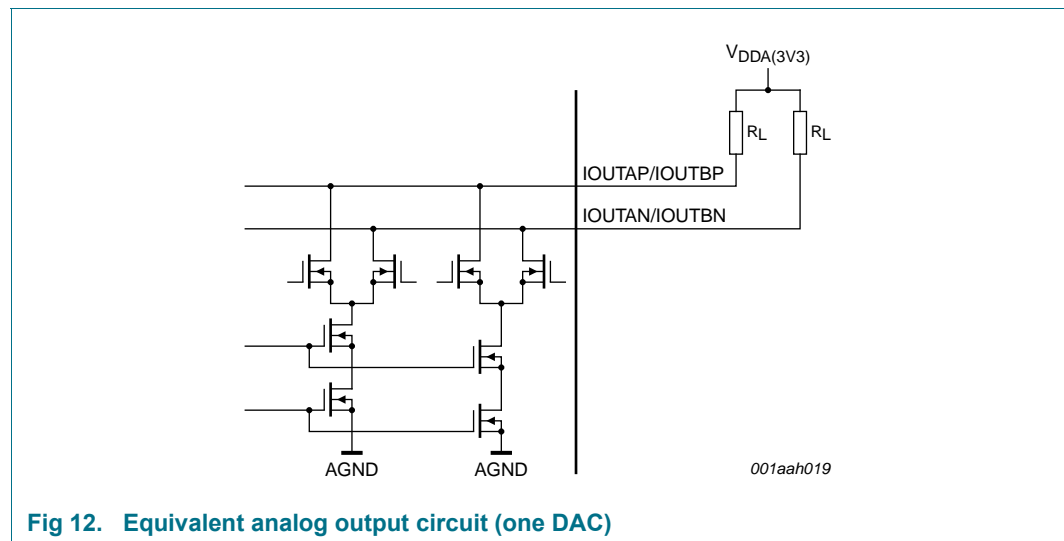 VDDA(3V3)
RL
RL
IOUTAP/IOUTBP
IOUTAN/IOUTBN
AGND
AGND
001aah019
Fig 12. Equivalent analog output circuit (one DAC)